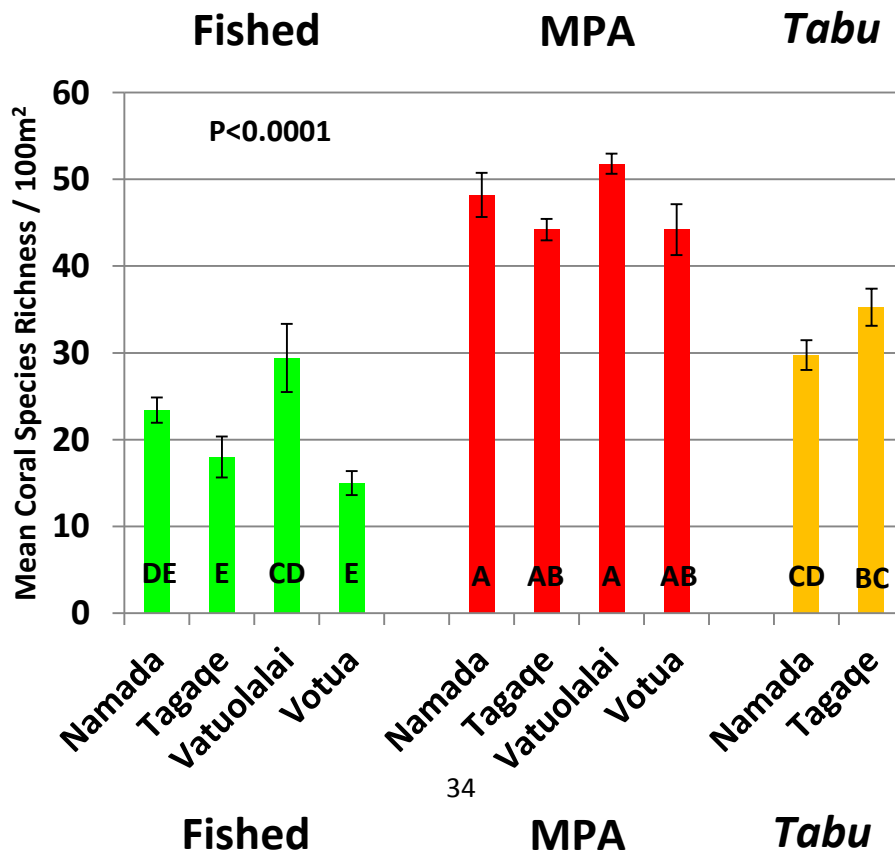 Fished MPA Tabu
Mean Coral Species Richness / 100m²
60
50
40
30
20
10
0
P<0.0001
DE E CD E A AB A AB CD BC
Namada Tagaqe Vatuolalai Votua Namada Tagaqe Vatuolalai Votua Namada Tagaqe
34
Fished MPA Tabu